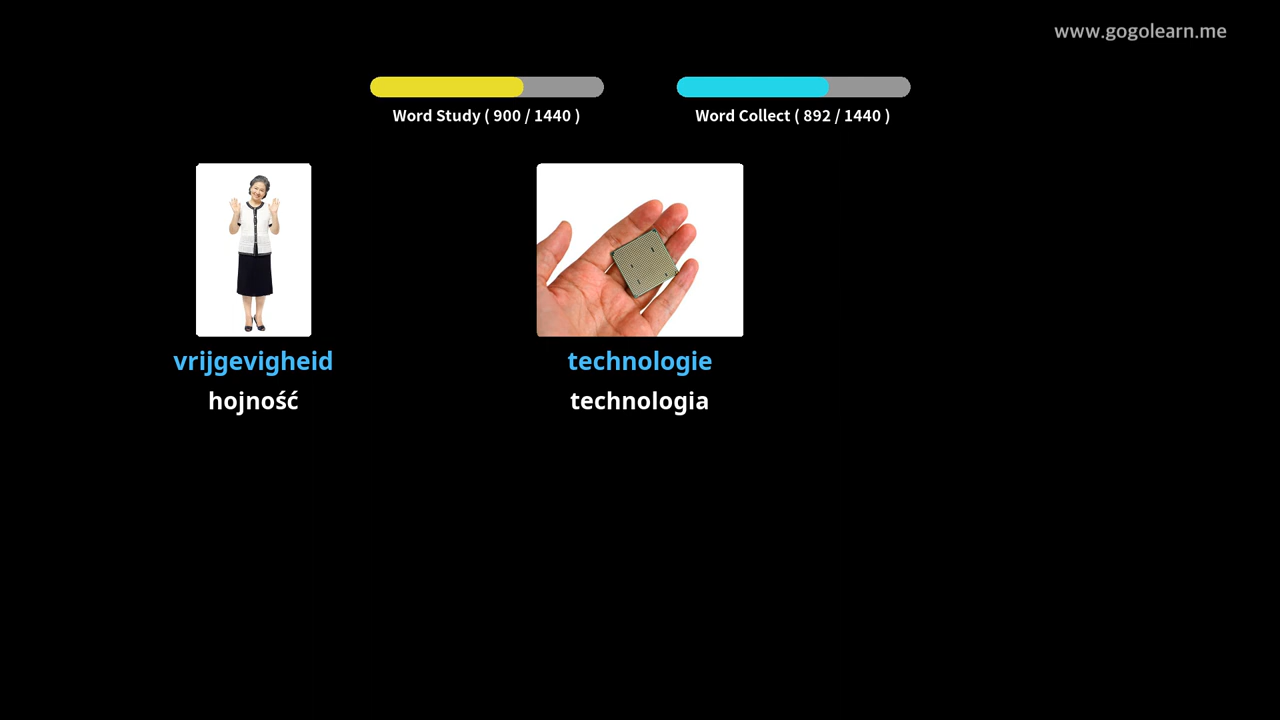 www.gogolearn.me
Word Study ( 900 / 1440 )
Word Collect ( 892 / 1440 )
vrijgevigheid
hojność
technologie
technologia